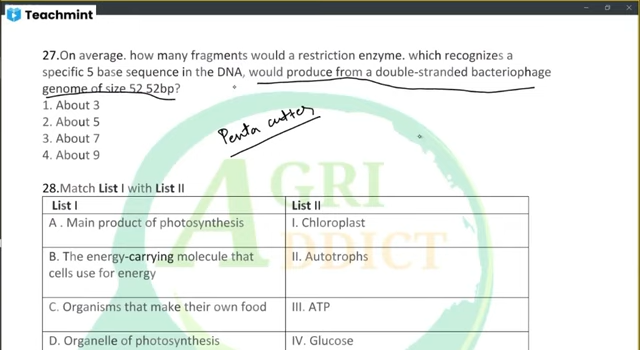 Teachmint
27.On average. how many fragments would a restriction enzyme. which recognizes a
specific 5 base sequence in the DNA, would produce from a double-stranded bacteriophage
genome of size 52 52bp?
1. About 3
2. About 5
3. About 7
4. About 9
Penta cutter
AGRI
ADDICT
28.Match List I with List II
List I List II
A . Main product of photosynthesis I. Chloroplast
B. The energy-carrying molecule that II. Autotrophs
cells use for energy
C. Organisms that make their own food III. ATP
D. Organelle of photosynthesis IV. Glucose